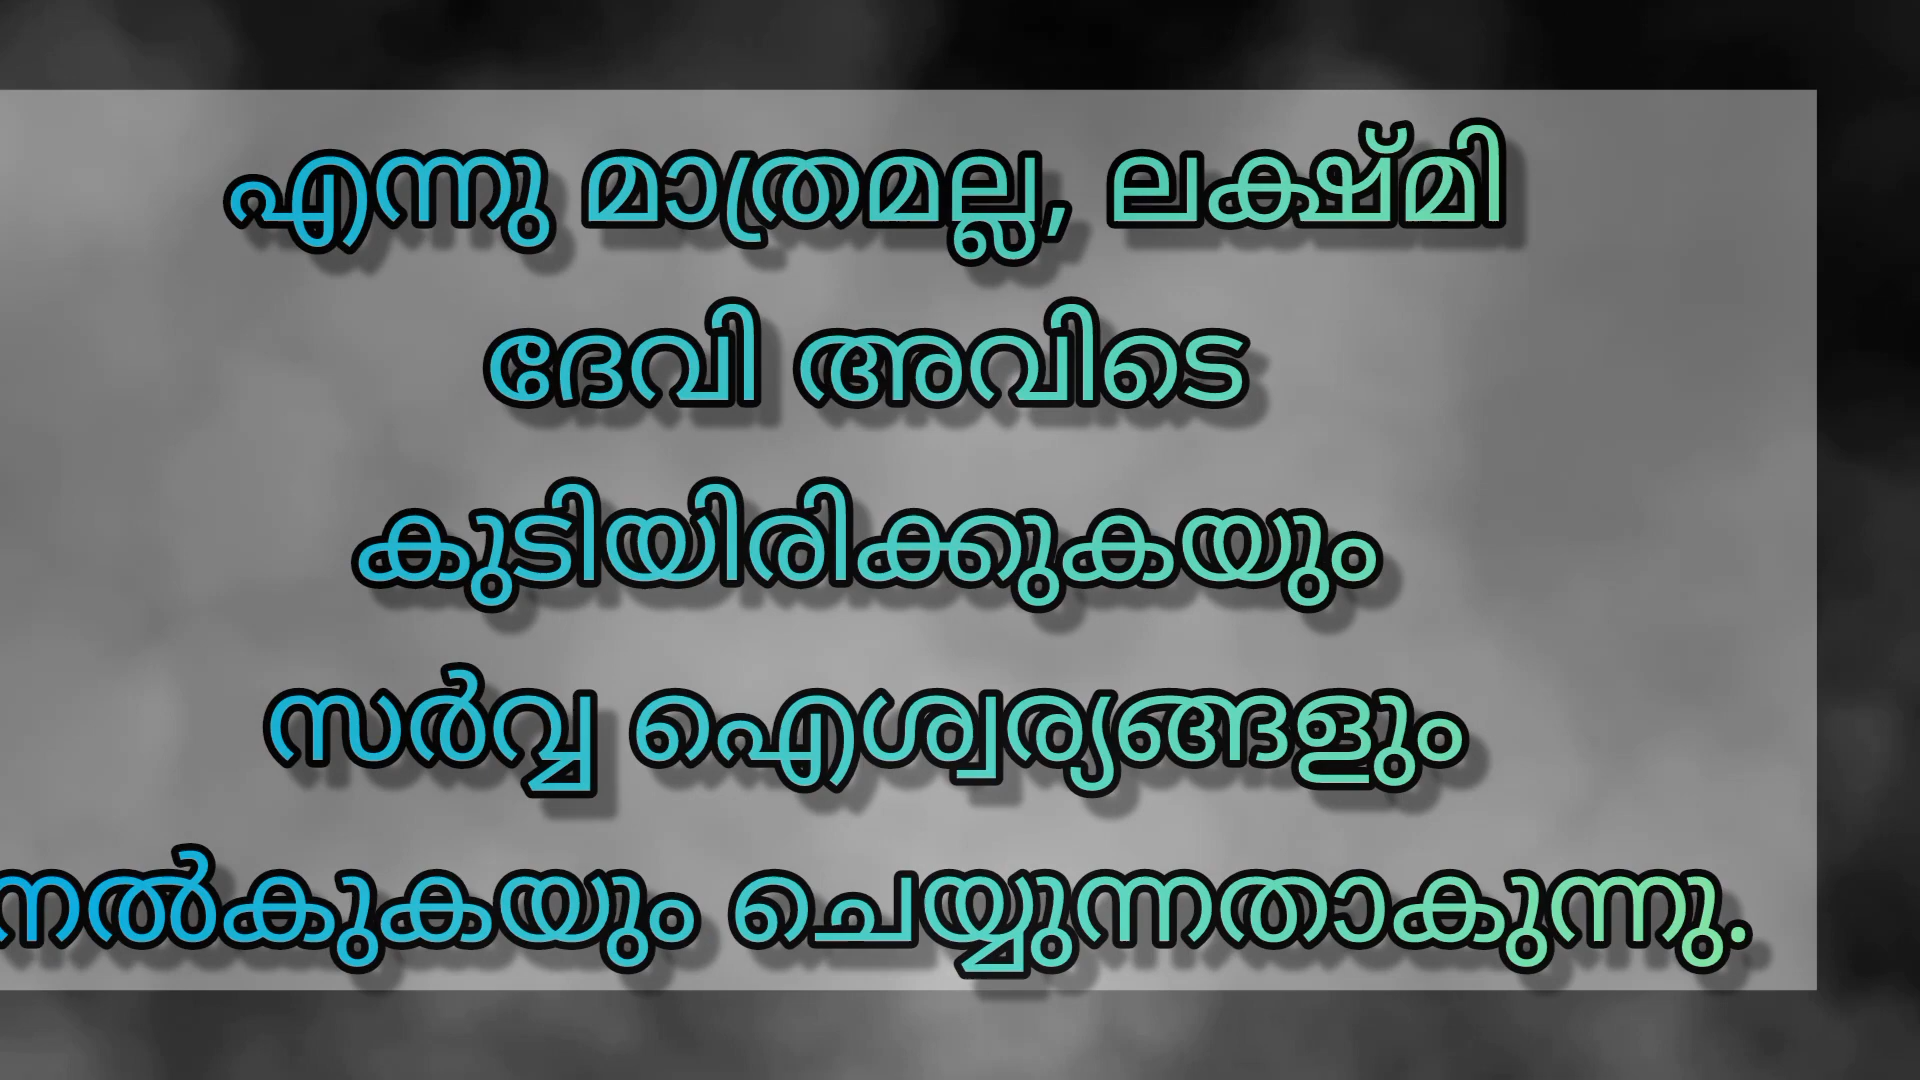 എന്നു മാത്രമല്ല, ലക്ഷ്മി
ദേവി അവിടെ
കുടിയിരിക്കുകയും
സർവ്വ ഐശ്വര്യങ്ങളും
നൽകുകയും ചെയ്യുന്നതാകുന്നു.